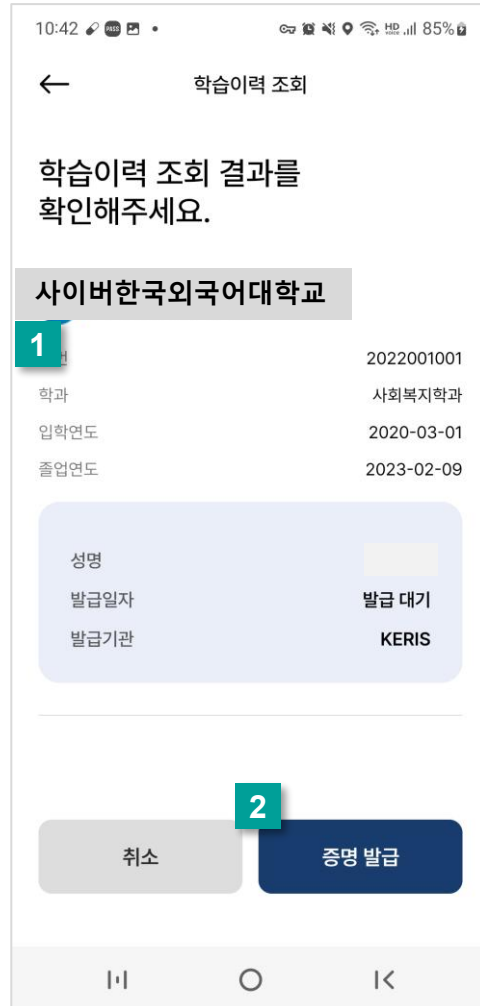 10:42 PASS HD VOICE 85%
학습이력 조회
학습이력 조회 결과를
확인해주세요.
사이버한국외국어대학교
1
2022001001
학과 사회복지학과
입학연도 2020-03-01
졸업연도 2023-02-09
성명
발급일자 발급 대기
발급기관 KERIS
2
취소 증명 발급